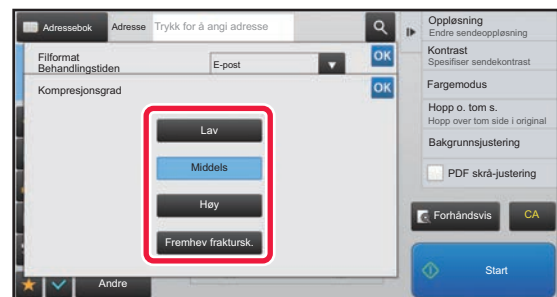 Adressebok
Adresse
Trykk for å angi adresse
Filformat
Behandlingstiden
E-post
OK
Kompresjonsgrad
OK
Lav
Middels
Høy
Fremhev fraktursk.
Andre
Oppløsning
Endre sendeoppløsning
Kontrast
Spesifiser sendekontrast
Fargemodus
Hopp o. tom s.
Hopp over tom side i original
Bakgrunnsjustering
PDF skrå-justering
Forhåndsvis
CA
Start